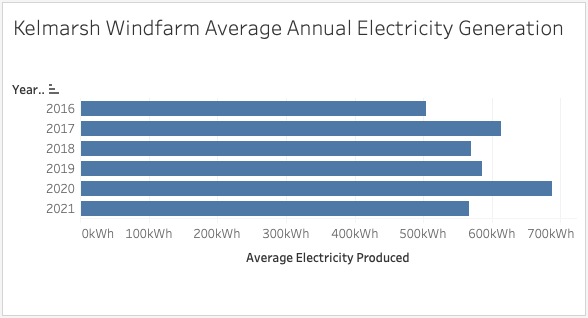 Kelmarsh Windfarm Average Annual Electricity Generation
Year..
2016
2017
2018
2019
2020
2021
0kWh 100kWh 200kWh 300kWh 400kWh 500kWh 600kWh 700kWh
Average Electricity Produced